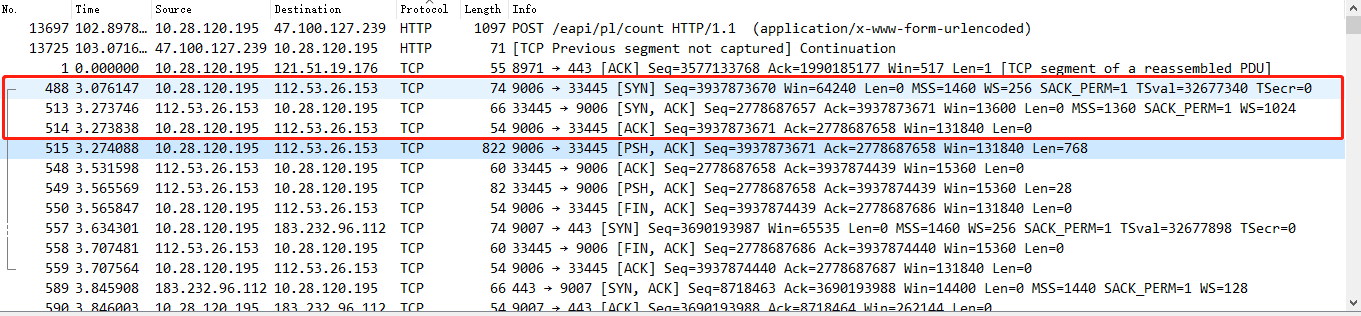 No. Time Source Destination Protocol Length Info
13697 102.8978… 10.28.120.195 47.100.127.239 HTTP 1097 POST /eapi/pl/count HTTP/1.1 (application/x-www-form-urlencoded)
13725 103.0716… 47.100.127.239 10.28.120.195 HTTP 71 [TCP Previous segment not captured] Continuation
1 0.000000 10.28.120.195 121.51.19.176 TCP 55 8971 → 443 [ACK] Seq=3577133768 Ack=1990185177 Win=517 Len=1 [TCP segment of a reassembled PDU]
488 3.076147 10.28.120.195 112.53.26.153 TCP 74 9006 → 33445 [SYN] Seq=3937873670 Win=64240 Len=0 MSS=1460 WS=256 SACK_PERM=1 TSval=32677340 TSecr=0
513 3.273746 112.53.26.153 10.28.120.195 TCP 66 33445 → 9006 [SYN, ACK] Seq=2778687657 Ack=3937873671 Win=13600 Len=0 MSS=1360 SACK_PERM=1 WS=1024
514 3.273838 10.28.120.195 112.53.26.153 TCP 54 9006 → 33445 [ACK] Seq=3937873671 Ack=2778687658 Win=131840 Len=0
515 3.274088 10.28.120.195 112.53.26.153 TCP 822 9006 → 33445 [PSH, ACK] Seq=3937873671 Ack=2778687658 Win=131840 Len=768
548 3.531598 112.53.26.153 10.28.120.195 TCP 60 33445 → 9006 [ACK] Seq=2778687658 Ack=3937874439 Win=15360 Len=0
549 3.565569 112.53.26.153 10.28.120.195 TCP 82 33445 → 9006 [PSH, ACK] Seq=2778687658 Ack=3937874439 Win=15360 Len=28
550 3.565847 10.28.120.195 112.53.26.153 TCP 54 9006 → 33445 [FIN, ACK] Seq=3937874439 Ack=2778687686 Win=131840 Len=0
557 3.634301 10.28.120.195 183.232.96.112 TCP 74 9007 → 443 [SYN] Seq=3690193987 Win=65535 Len=0 MSS=1460 WS=256 SACK_PERM=1 TSval=32677898 TSecr=0
558 3.707481 112.53.26.153 10.28.120.195 TCP 60 33445 → 9006 [FIN, ACK] Seq=2778687686 Ack=3937874440 Win=15360 Len=0
559 3.707564 10.28.120.195 112.53.26.153 TCP 54 9006 → 33445 [ACK] Seq=3937874440 Ack=2778687687 Win=131840 Len=0
589 3.845908 183.232.96.112 10.28.120.195 TCP 66 443 → 9007 [SYN, ACK] Seq=8718463 Ack=3690193988 Win=14400 Len=0 MSS=1440 SACK_PERM=1 WS=128
590 3.846003 10.28.120.195 183.232.96.112 TCP 54 9007 → 443 [ACK] Seq=3690193988 Ack=8718464 Win=262144 Len=0